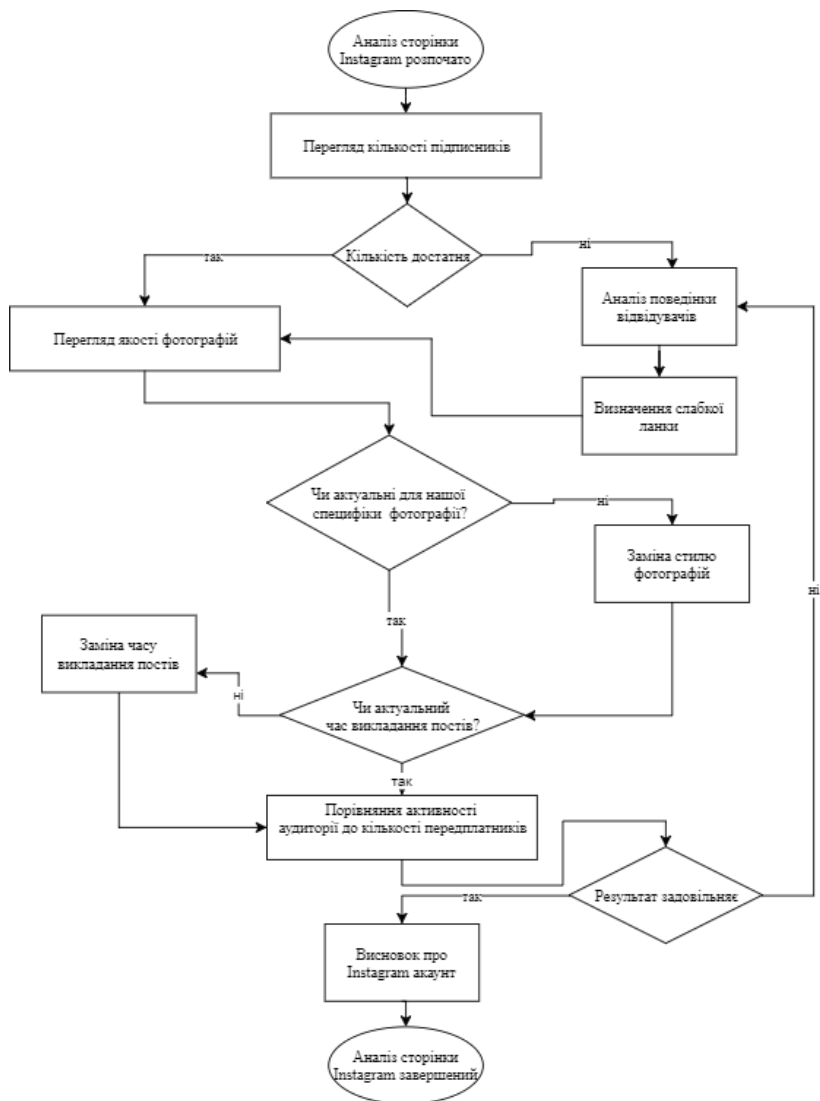 Аналіз сторінки
Instagram розпочато
Перегляд кількості підписників
Кількість достатня
так
ні
Аналіз поведінки
відвідувачів
Перегляд якості фотографій
Визначення слабкої
ланки
Чи актуальні для нашої
специфіки фотографії?
ні
Заміна стилю
фотографій
ні
так
Заміна часу
викладання постів
ні
Чи актуальний
час викладання постів?
так
Порівняння активності
аудиторії до кількості передплатників
Результат задовільняє
так
Висновок про
Instagram акаунт
Аналіз сторінки
Instagram завершений